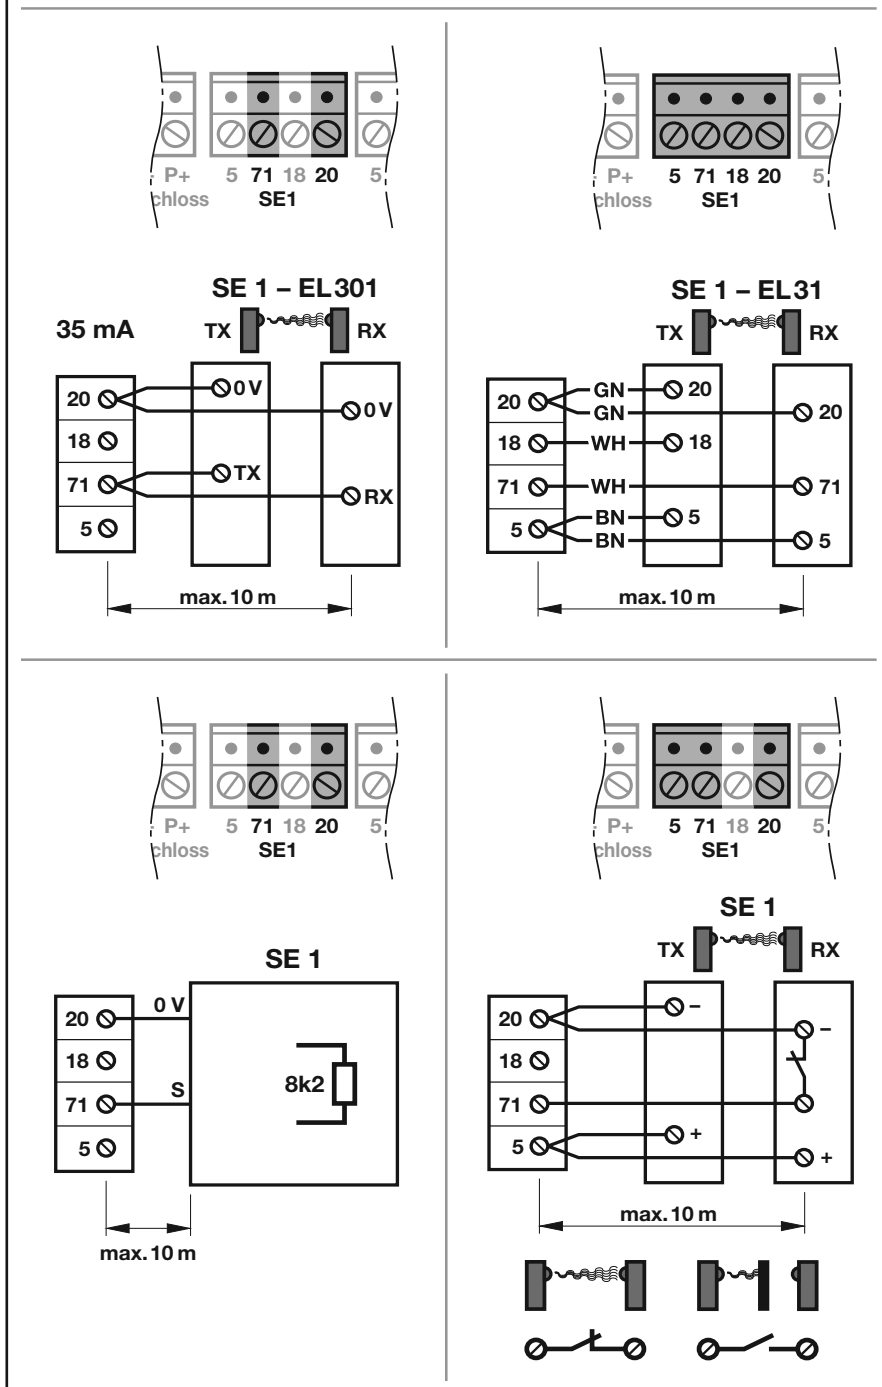 P+ 5 71 18 20 5
chloss SE1
SE 1 – EL301
35 mA TX RX
20 0 V 0 V
18
71 TX RX
5
max. 10 m
P+ 5 71 18 20 5
chloss SE1
SE 1 – EL31
TX RX
20 GN 20
GN 20
18 WH 18
71 WH 71
5 BN 5
BN 5
max. 10 m
P+ 5 71 18 20 5
chloss SE1
SE 1
20 0 V
18
8k2
71 S
5
max. 10 m
P+ 5 71 18 20 5
chloss SE1
SE 1
TX RX
20 – –
18
71
5 + +
max. 10 m